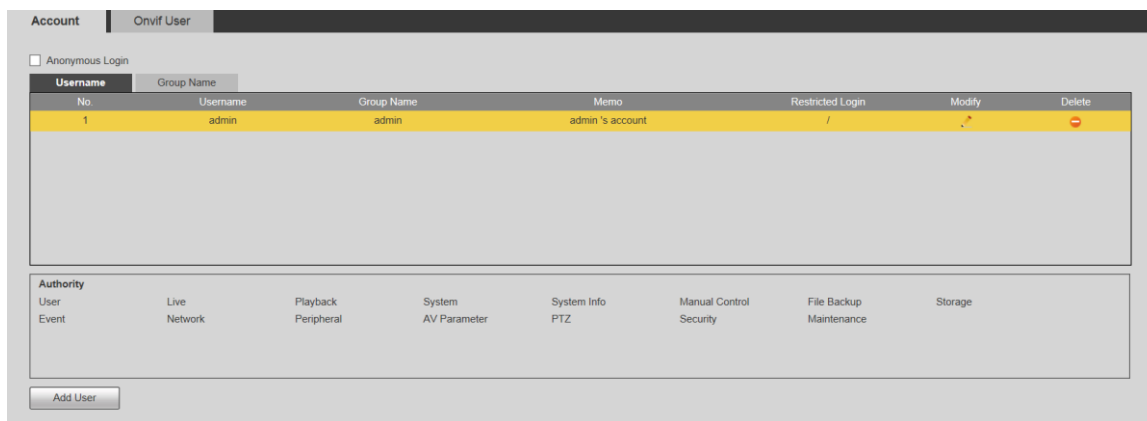 Account Onvif User
Anonymous Login
Username Group Name
No. Username Group Name Memo Restricted Login Modify Delete
1 admin admin admin 's account /
Authority
User Live Playback System System Info Manual Control File Backup Storage
Event Network Peripheral AV Parameter PTZ Security Maintenance
Add User